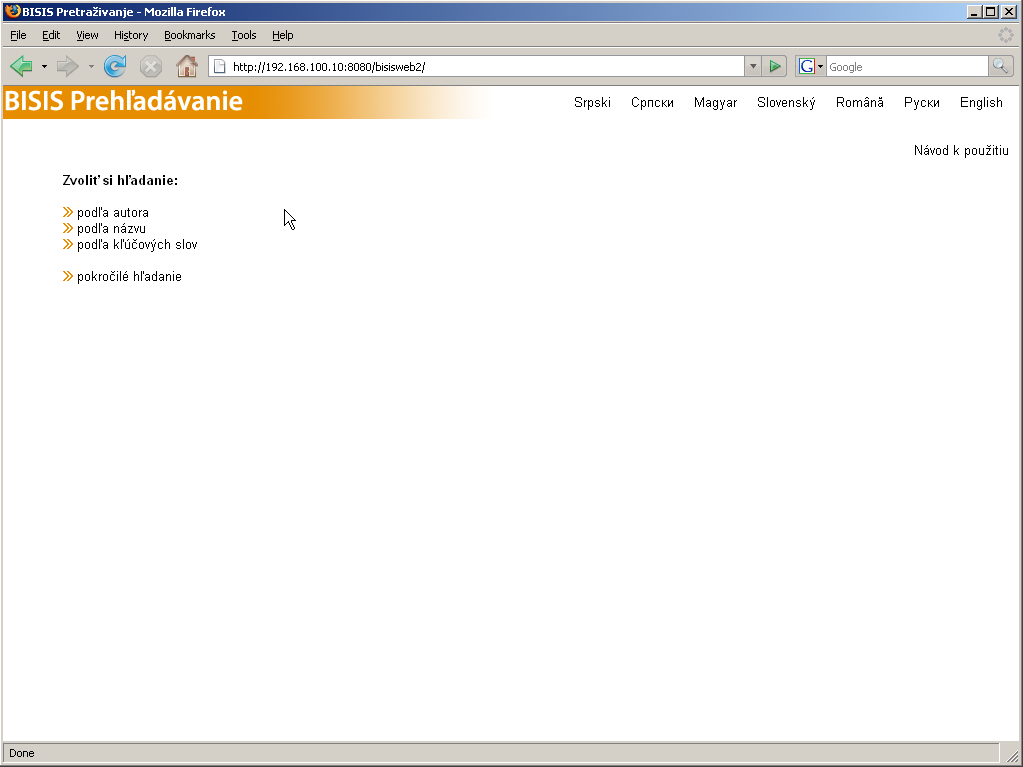 BISIS Pretraživanje - Mozilla Firefox
File Edit View History Bookmarks Tools Help
http://192.168.100.10:8080/bisisweb2/ G Google
BISIS Prehľadávanie Srpski Српски Magyar Slovenský Română Руски English
Návod k použitiu
Zvoliť si hľadanie:
podľa autora
podľa názvu
podľa kľúčových slov
pokročilé hľadanie
Done